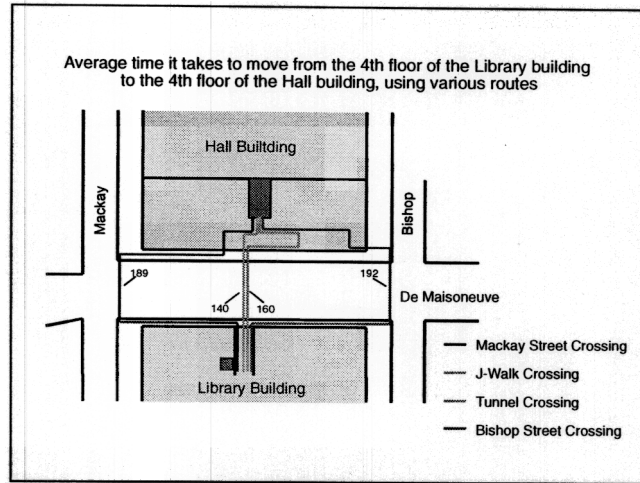 Average time it takes to move from the 4th floor of the Library building
to the 4th floor of the Hall building, using various routes
Hall Builtding
Mackay
Bishop
189
192
140
160
De Maisoneuve
Library Building
Mackay Street Crossing
J-Walk Crossing
Tunnel Crossing
Bishop Street Crossing